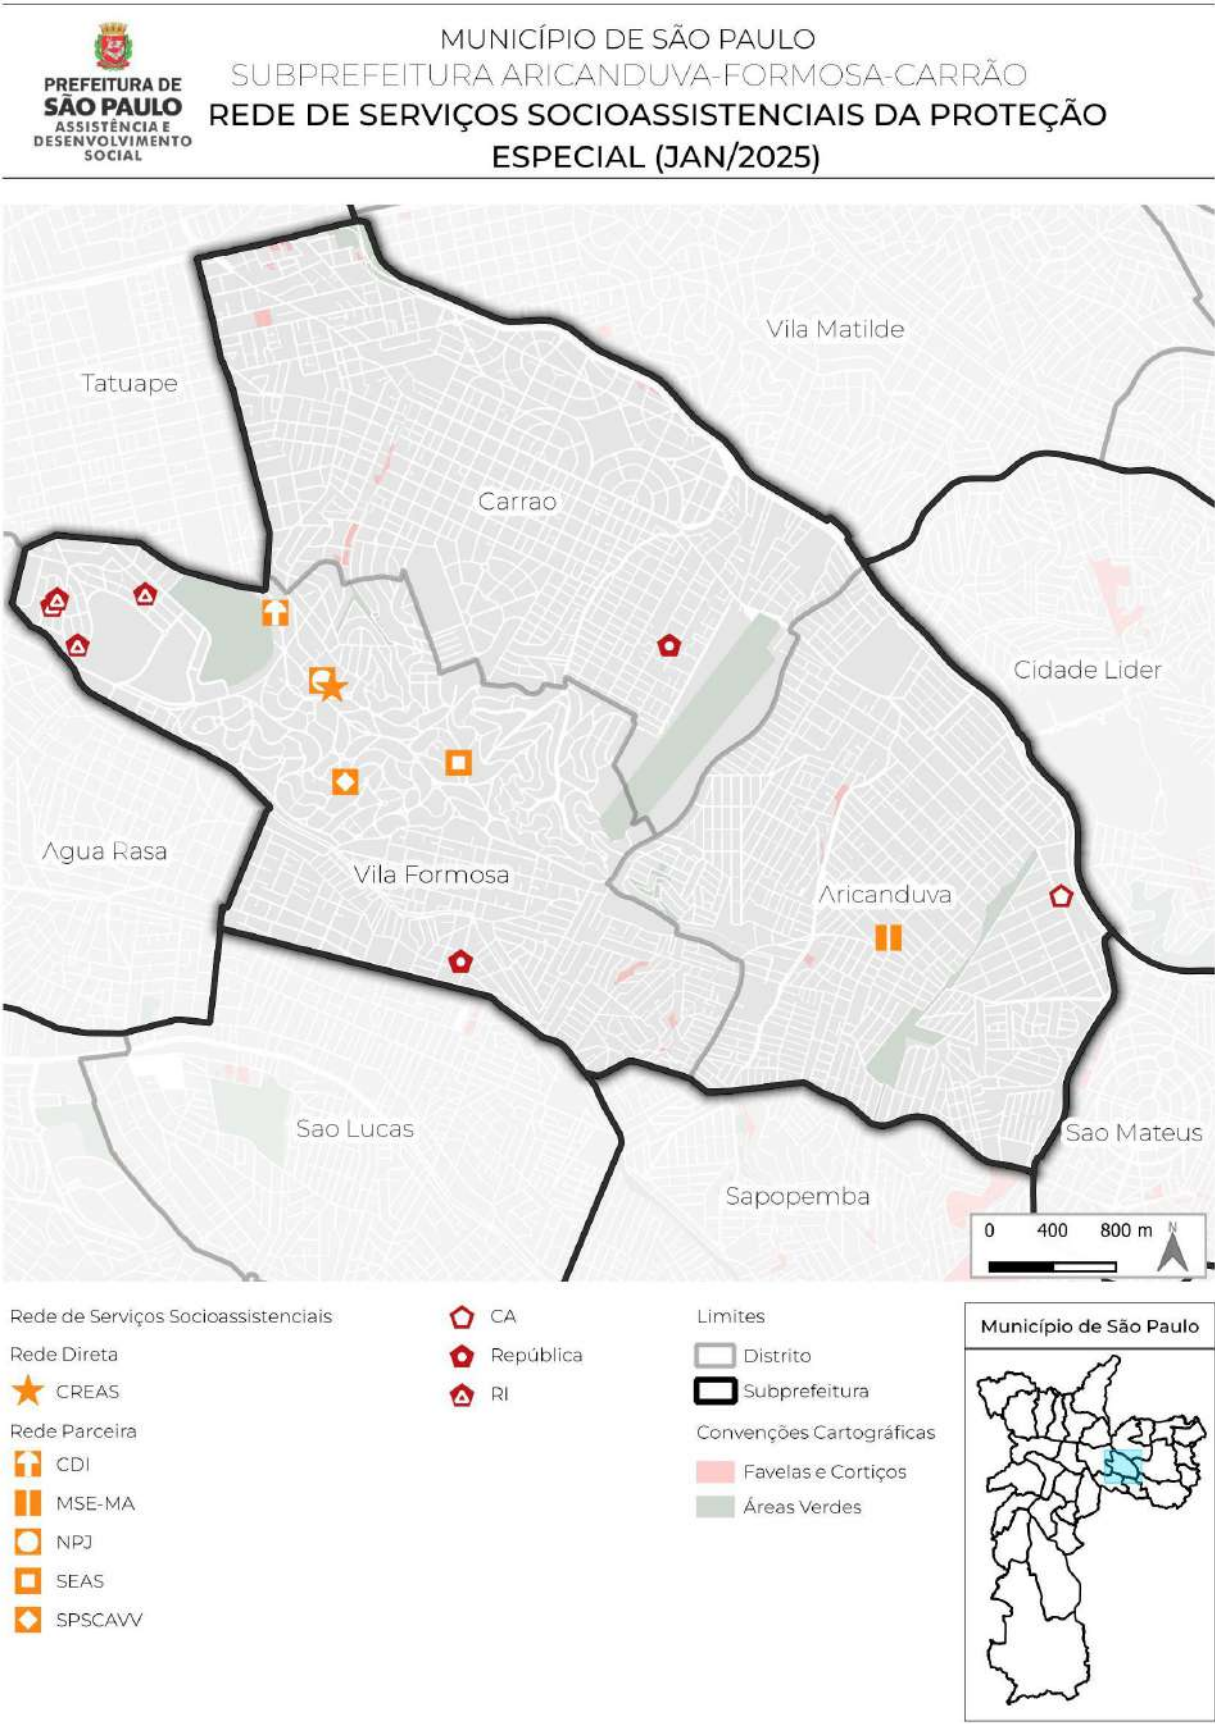 PREFEITURA DE
SÃO PAULO
ASSISTÊNCIA E
DESENVOLVIMENTO
SOCIAL
MUNICÍPIO DE SÃO PAULO
SUBPREFEITURA ARICANDUVA-FORMOSA-CARRÃO
REDE DE SERVIÇOS SOCIOASSISTENCIAIS DA PROTEÇÃO
ESPECIAL (JAN/2025)
Vila Matilde
Tatuape
Carrao
Cidade Lider
Agua Rasa
Vila Formosa
Aricanduva
Sao Lucas
Sao Mateus
Sapopemba
0 400 800 m N
Rede de Serviços Socioassistenciais
Rede Direta
CREAS
Rede Parceira
CDI
MSE-MA
NPJ
SEAS
SPSCAVV
CA
República
RI
Limites
Distrito
Subprefeitura
Convenções Cartográficas
Favelas e Cortiços
Áreas Verdes
Município de São Paulo